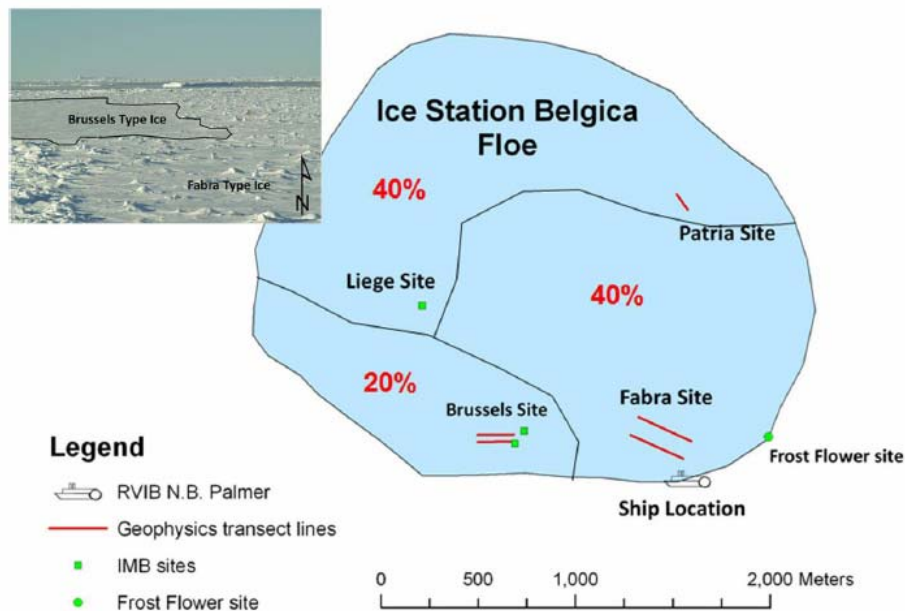 Brussels Type Ice
Fabra Type Ice
N
Ice Station Belgica
Floe
40%
Patria Site
Liege Site
40%
20%
Brussels Site
Fabra Site
Frost Flower site
Ship Location
Legend
RVIB N.B. Palmer
Geophysics transect lines
IMB sites
Frost Flower site
0 500 1,000 2,000 Meters